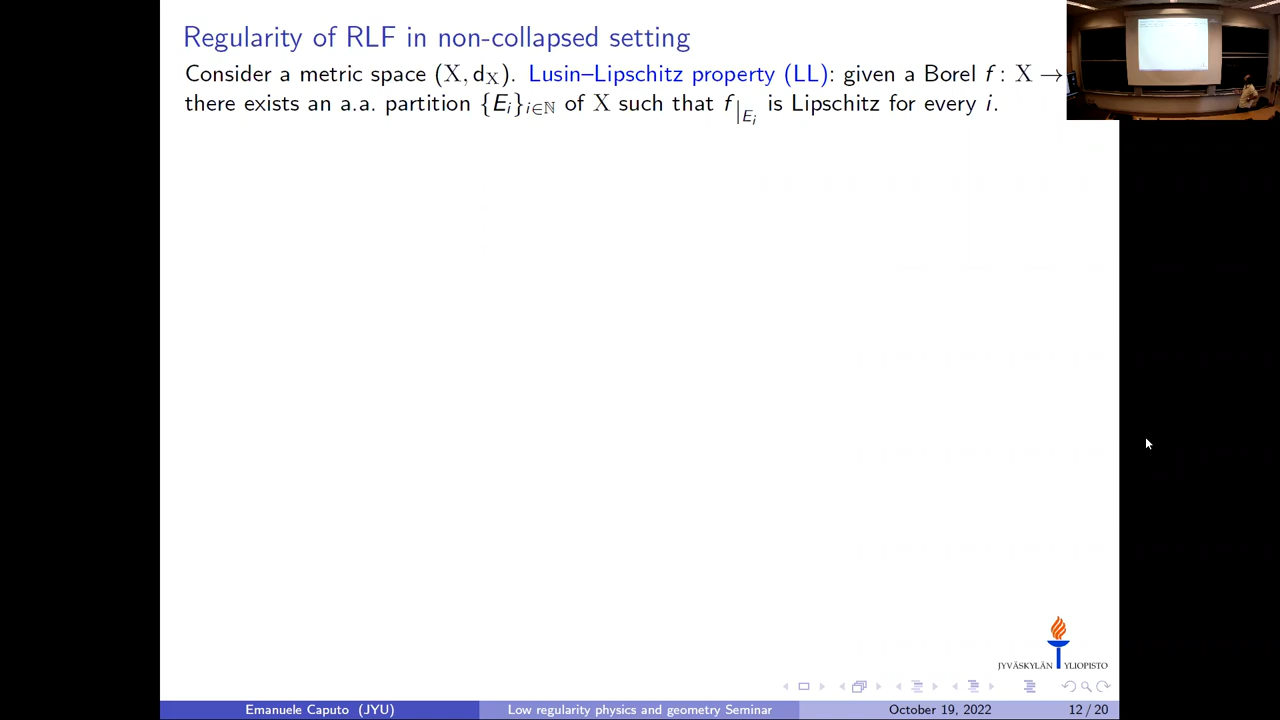 Regularity of RLF in non-collapsed setting
Consider a metric space (X, d_X). Lusin–Lipschitz property (LL): given a Borel f : X →
there exists an a.a. partition {E_i}_{i∈ℕ} of X such that f|_{E_i} is Lipschitz for every i.
JYVÄSKYLÄN YLIOPISTO
Emanuele Caputo (JYU) Low regularity physics and geometry Seminar October 19, 2022 12 / 20